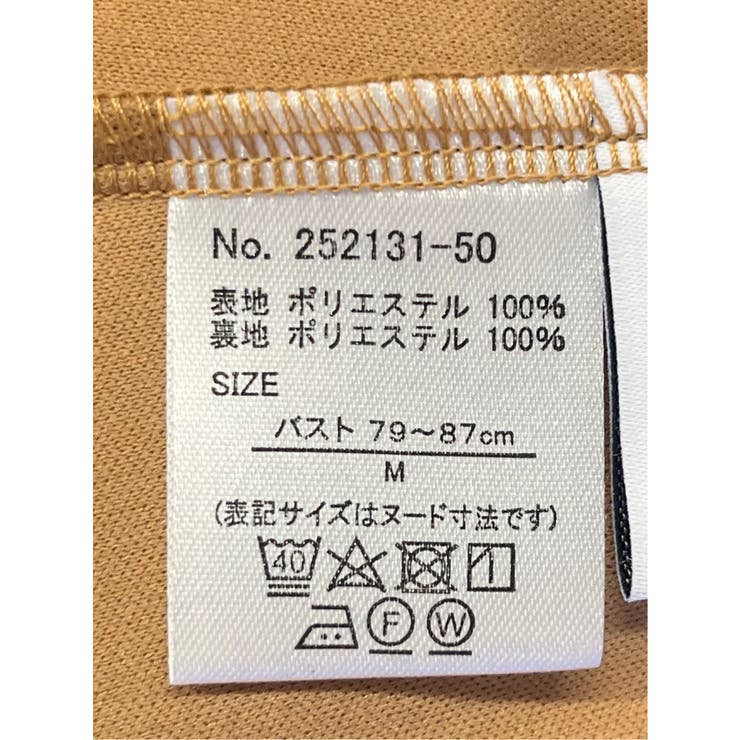 No. 252131-50
表地 ポリエステル 100%
裏地 ポリエステル 100%
SIZE
バスト 79～87cm
M
(表記サイズはヌード寸法です)
40
F W